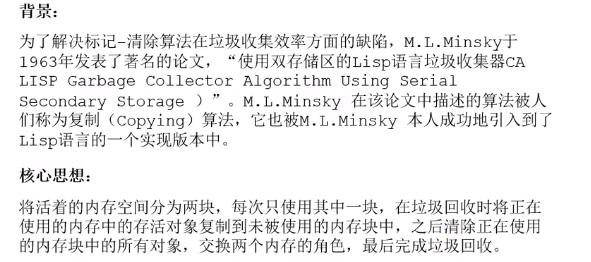 背景：
为了解决标记-清除算法在垃圾收集效率方面的缺陷，M.L.Minsky于
1963年发表了著名的论文，“使用双存储区的Lisp语言垃圾收集器CA
LISP Garbage Collector Algorithm Using Serial
Secondary Storage ）”。M.L.Minsky 在该论文中描述的算法被人
们称为复制（Copying）算法，它也被M.L.Minsky 本人成功地引入到了
Lisp语言的一个实现版本中。
核心思想：
将活着的内存空间分为两块，每次只使用其中一块，在垃圾回收时将正在
使用的内存中的存活对象复制到未被使用的内存块中，之后清除正在使用
的内存块中的所有对象，交换两个内存的角色，最后完成垃圾回收。